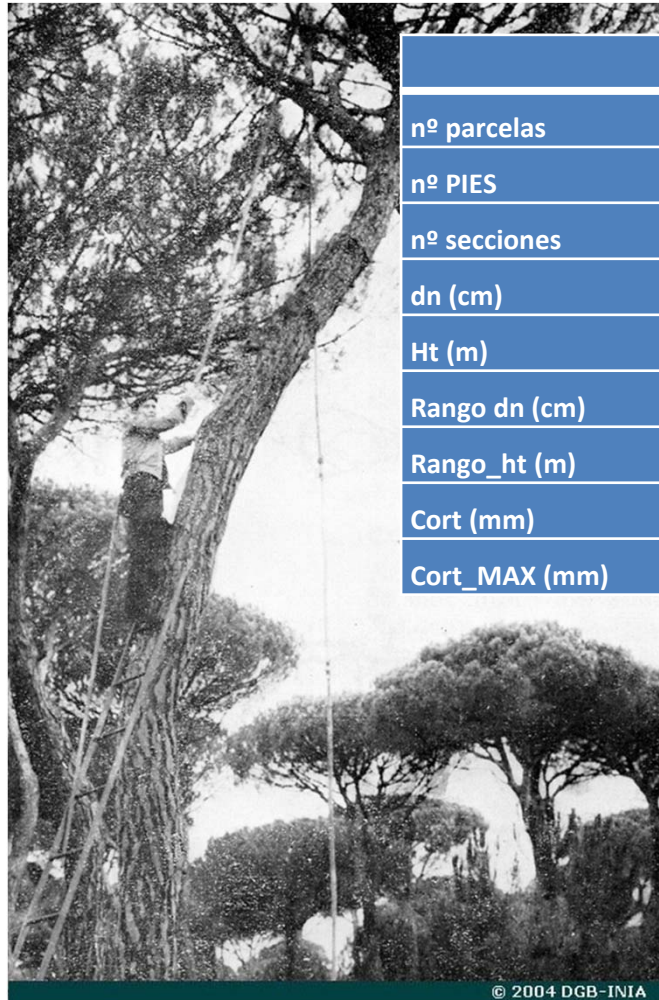 nº parcelas
nº PIES
nº secciones
dn (cm)
Ht (m)
Rango dn (cm)
Rango_ht (m)
Cort (mm)
Cort_MAX (mm)
© 2004 DGB-INIA